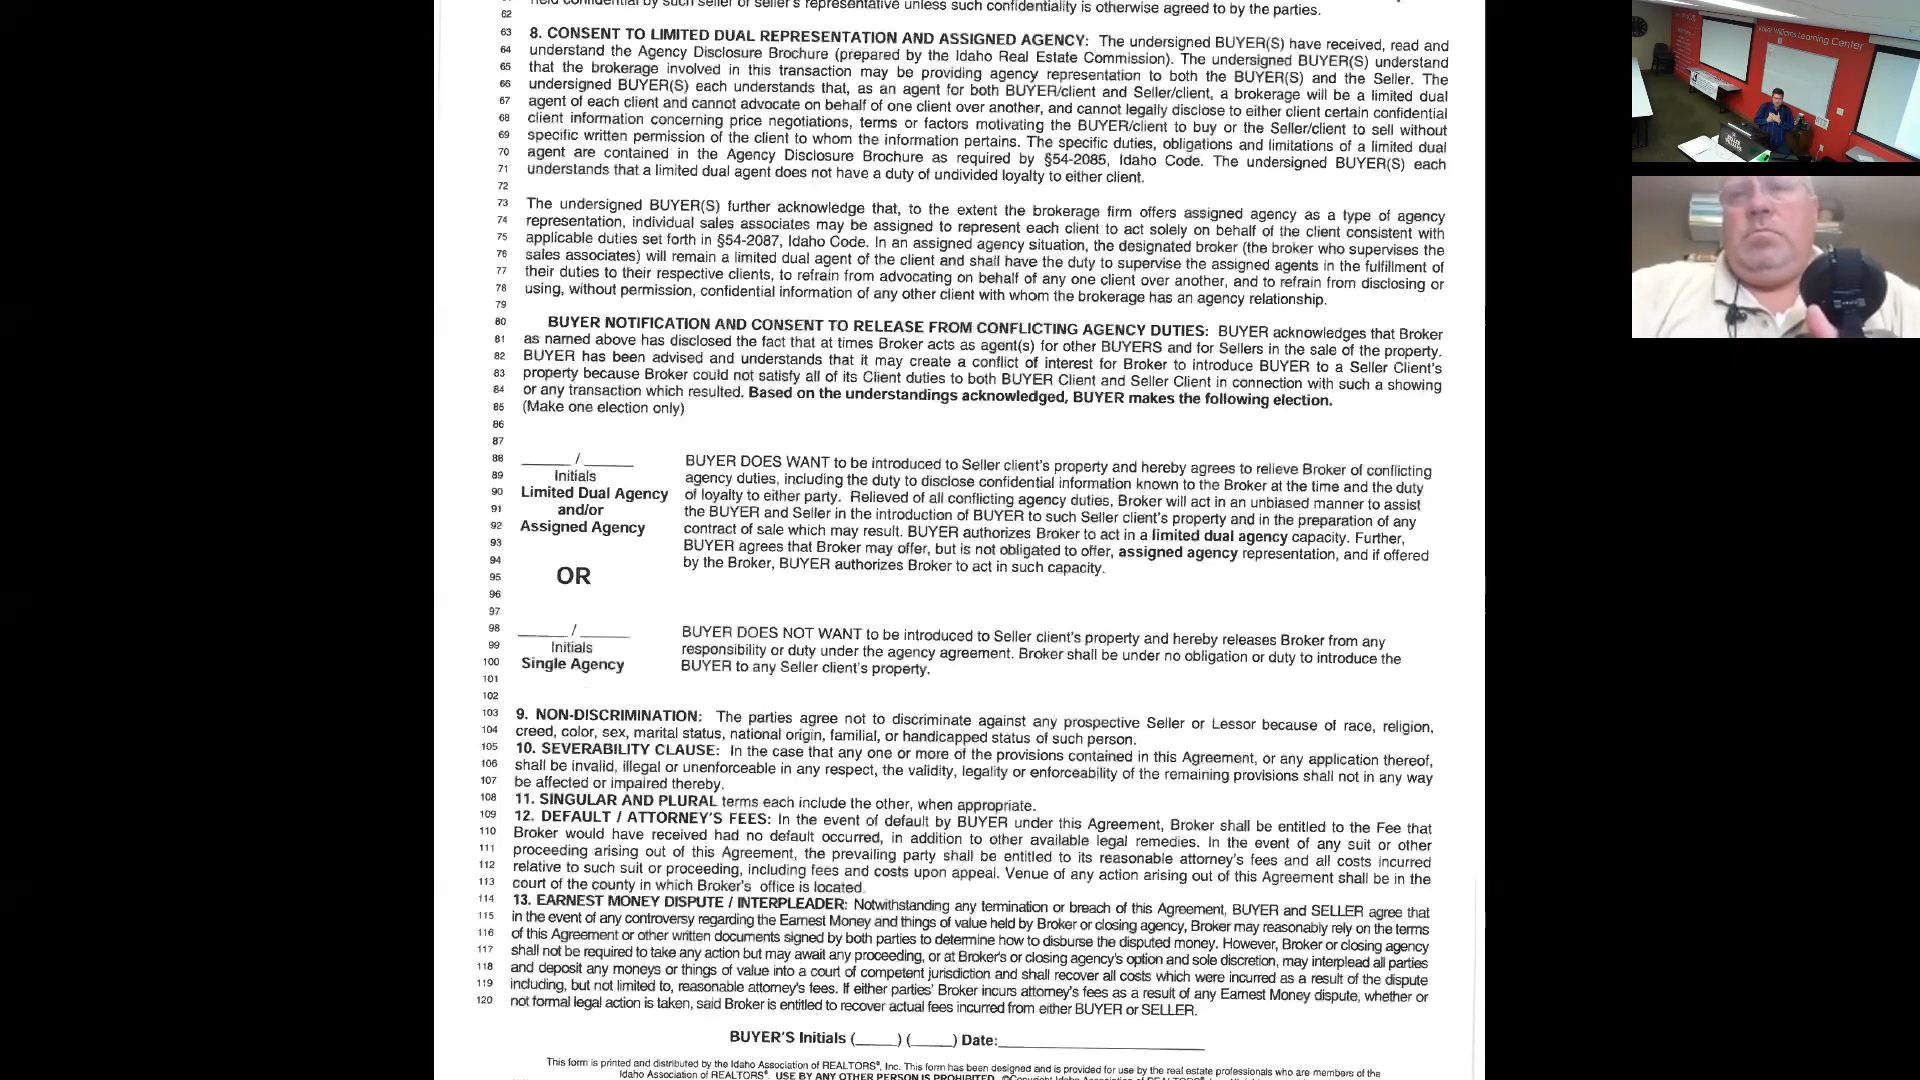 62
held confidential by such seller or seller's representative unless such confidentiality is otherwise agreed to by the parties.
63 8. CONSENT TO LIMITED DUAL REPRESENTATION AND ASSIGNED AGENCY: The undersigned BUYER(S) have received, read and
64 understand the Agency Disclosure Brochure (prepared by the Idaho Real Estate Commission). The undersigned BUYER(S) understand
65 that the brokerage involved in this transaction may be providing agency representation to both the BUYER(S) and the Seller. The
66 undersigned BUYER(S) each understands that, as an agent for both BUYER/client and Seller/client, a brokerage will be a limited dual
67 agent of each client and cannot advocate on behalf of one client over another, and cannot legally disclose to either client certain confidential
68 client information concerning price negotiations, terms or factors motivating the BUYER/client to buy or the Seller/client to sell without
69 specific written permission of the client to whom the information pertains. The specific duties, obligations and limitations of a limited dual
70 agent are contained in the Agency Disclosure Brochure as required by §54-2085, Idaho Code. The undersigned BUYER(S) each
71 understands that a limited dual agent does not have a duty of undivided loyalty to either client.
72
73 The undersigned BUYER(S) further acknowledge that, to the extent the brokerage firm offers assigned agency as a type of agency
74 representation, individual sales associates may be assigned to represent each client to act solely on behalf of the client consistent with
75 applicable duties set forth in §54-2087, Idaho Code. In an assigned agency situation, the designated broker (the broker who supervises the
76 sales associates) will remain a limited dual agent of the client and shall have the duty to supervise the assigned agents in the fulfillment of
77 their duties to their respective clients, to refrain from advocating on behalf of any one client over another, and to refrain from disclosing or
78 using, without permission, confidential information of any other client with whom the brokerage has an agency relationship.
79
80 BUYER NOTIFICATION AND CONSENT TO RELEASE FROM CONFLICTING AGENCY DUTIES: BUYER acknowledges that Broker
81 as named above has disclosed the fact that at times Broker acts as agent(s) for other BUYERS and for Sellers in the sale of the property.
82 BUYER has been advised and understands that it may create a conflict of interest for Broker to introduce BUYER to a Seller Client's
83 property because Broker could not satisfy all of its Client duties to both BUYER Client and Seller Client in connection with such a showing
84 or any transaction which resulted. Based on the understandings acknowledged, BUYER makes the following election.
85 (Make one election only)
86
87
88 ______/______ BUYER DOES WANT to be introduced to Seller client's property and hereby agrees to relieve Broker of conflicting
89 Initials agency duties, including the duty to disclose confidential information known to the Broker at the time and the duty
90 Limited Dual Agency of loyalty to either party. Relieved of all conflicting agency duties, Broker will act in an unbiased manner to assist
91 and/or the BUYER and Seller in the introduction of BUYER to such Seller client's property and in the preparation of any
92 Assigned Agency contract of sale which may result. BUYER authorizes Broker to act in a limited dual agency capacity. Further,
93 BUYER agrees that Broker may offer, but is not obligated to offer, assigned agency representation, and if offered
94 by the Broker, BUYER authorizes Broker to act in such capacity.
95 OR
96
97
98 ______/______ BUYER DOES NOT WANT to be introduced to Seller client's property and hereby releases Broker from any
99 Initials responsibility or duty under the agency agreement. Broker shall be under no obligation or duty to introduce the
100 Single Agency BUYER to any Seller client's property.
101
102
103 9. NON-DISCRIMINATION: The parties agree not to discriminate against any prospective Seller or Lessor because of race, religion,
104 creed, color, sex, marital status, national origin, familial, or handicapped status of such person.
105 10. SEVERABILITY CLAUSE: In the case that any one or more of the provisions contained in this Agreement, or any application thereof,
106 shall be invalid, illegal or unenforceable in any respect, the validity, legality or enforceability of the remaining provisions shall not in any way
107 be affected or impaired thereby.
108 11. SINGULAR AND PLURAL terms each include the other, when appropriate.
109 12. DEFAULT / ATTORNEY'S FEES: In the event of default by BUYER under this Agreement, Broker shall be entitled to the Fee that
110 Broker would have received had no default occurred, in addition to other available legal remedies. In the event of any suit or other
111 proceeding arising out of this Agreement, the prevailing party shall be entitled to its reasonable attorney's fees and all costs incurred
112 relative to such suit or proceeding, including fees and costs upon appeal. Venue of any action arising out of this Agreement shall be in the
113 court of the county in which Broker's office is located.
114 13. EARNEST MONEY DISPUTE / INTERPLEADER: Notwithstanding any termination or breach of this Agreement, BUYER and SELLER agree that
115 in the event of any controversy regarding the Earnest Money and things of value held by Broker or closing agency, Broker may reasonably rely on the terms
116 of this Agreement or other written documents signed by both parties to determine how to disburse the disputed money. However, Broker or closing agency
117 shall not be required to take any action but may await any proceeding, or at Broker's or closing agency's option and sole discretion, may interplead all parties
118 and deposit any moneys or things of value into a court of competent jurisdiction and shall recover all costs which were incurred as a result of the dispute
119 including, but not limited to, reasonable attorney's fees. If either parties' Broker incurs attorney's fees as a result of any Earnest Money dispute, whether or
120 not formal legal action is taken, said Broker is entitled to recover actual fees incurred from either BUYER or SELLER.
BUYER'S Initials (_____) (_____) Date:________________________
This form is printed and distributed by the Idaho Association of REALTORS®, Inc. This form has been designed and is provided for use by the real estate professionals who are members of the
Idaho Association of REALTORS®. USE BY ANY OTHER PERSON IS PROHIBITED.
Keller Williams Learning Center